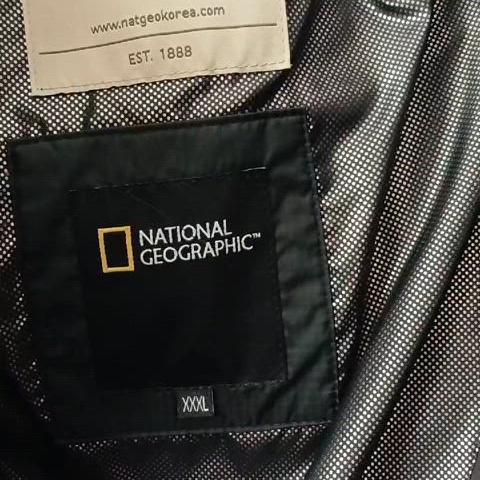 www.natgeokorea.com
EST. 1888
NATIONAL
GEOGRAPHIC™
XXXL